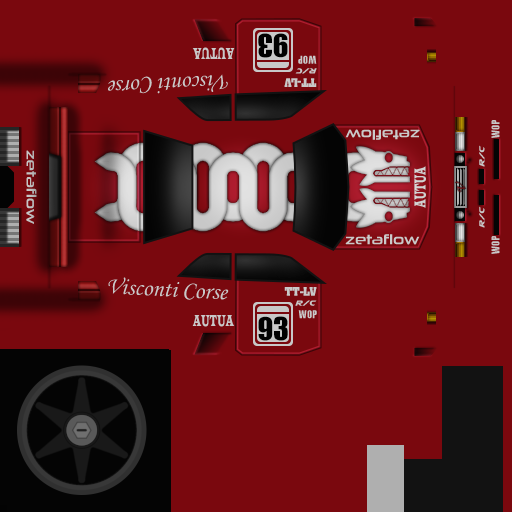 93
WOP
AUTUA
R/C
TT-LV
Visconti Corse
zetaflow
WOP
R/C
zetaflow
AUTUA
R/C
zetaflow
WOP
Visconti Corse
TT-LV
R/C
AUTUA
WOP
93